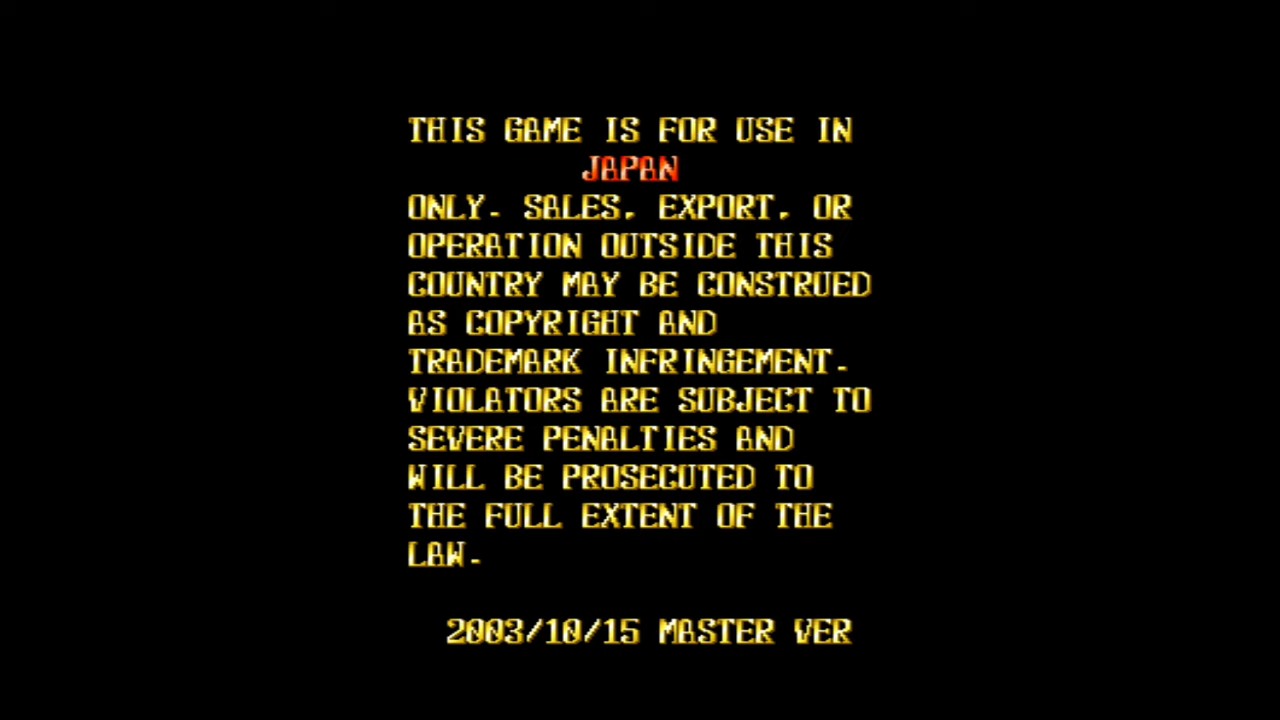 THIS GAME IS FOR USE IN
JAPAN
ONLY. SALES, EXPORT, OR
OPERATION OUTSIDE THIS
COUNTRY MAY BE CONSTRUED
AS COPYRIGHT AND
TRADEMARK INFRINGEMENT.
VIOLATORS ARE SUBJECT TO
SEVERE PENALTIES AND
WILL BE PROSECUTED TO
THE FULL EXTENT OF THE
LAW.
2003/10/15 MASTER VER